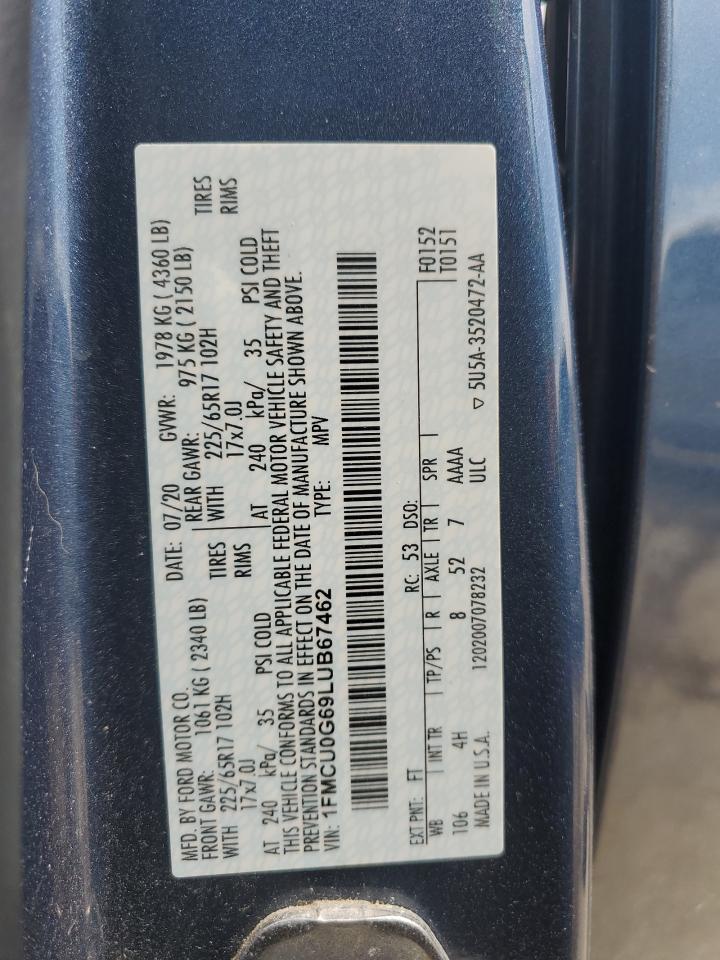 MFD. BY FORD MOTOR CO. DATE: 07/20 GVWR: 1978 KG ( 4360 LB)
FRONT GAWR: 1061 KG ( 2340 LB) REAR GAWR: 975 KG ( 2150 LB)
WITH 225/65R17 102H TIRES WITH 225/65R17 102H TIRES
17x7.0J RIMS 17x7.0J RIMS
AT 240 kPa/ 35 PSI COLD AT 240 kPa/ 35 PSI COLD
THIS VEHICLE CONFORMS TO ALL APPLICABLE FEDERAL MOTOR VEHICLE SAFETY AND THEFT
PREVENTION STANDARDS IN EFFECT ON THE DATE OF MANUFACTURE SHOWN ABOVE.
VIN: 1FMCU0G69LUB67462 TYPE: MPV
EXT PNT: FT RC: 53 DSO: F0152
WB INT TR TP/PS R AXLE TR SPR T0151
106 4H 8 52 7 AAAA
MADE IN U.S.A. 1202007078232 ULC ▽ 5U5A-3520472-AA